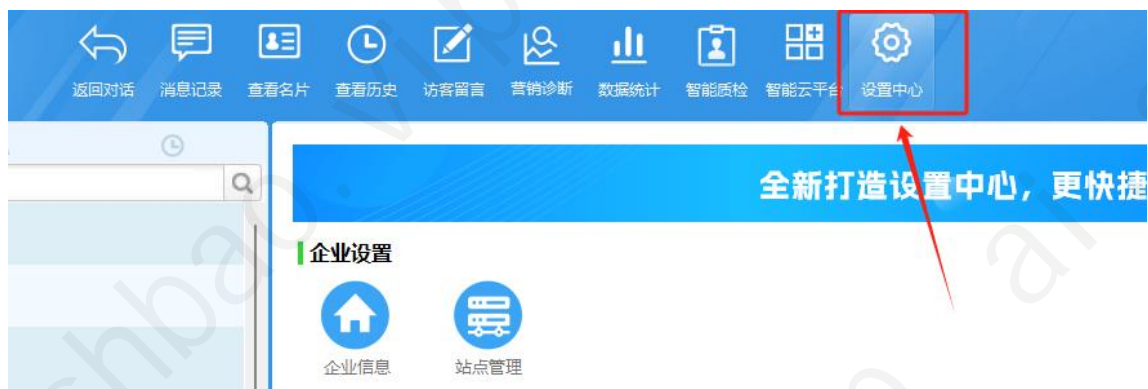 返回对话 消息记录 查看名片 查看历史 访客留言 营销诊断 数据统计 智能质检 智能云平台 设置中心
全新打造设置中心，更快捷
企业设置
企业信息 站点管理